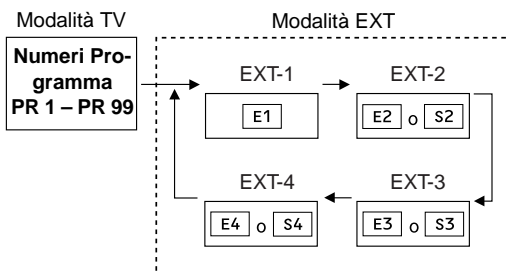 Modalità TV
Modalità EXT
Numeri Pro-
gramma
PR 1 – PR 99
EXT-1
E1
EXT-2
E2 o S2
EXT-4
E4 o S4
EXT-3
E3 o S3